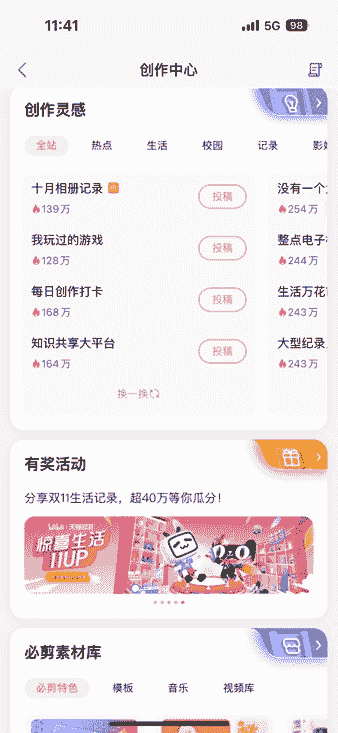 11:41
5G 98
创作中心
创作灵感
全站 热点 生活 校园 记录
十月相册记录
139万
投稿
我玩过的游戏
128万
投稿
每日创作打卡
168万
投稿
知识共享大平台
164万
投稿
换一换
没有一个
254万
整点电子
244万
生活万花
243万
大型纪录
243万
有奖活动
分享双11生活记录，超40万等你瓜分！
惊喜生活
11UP
必剪素材库
必剪特色 模板 音乐 视频库